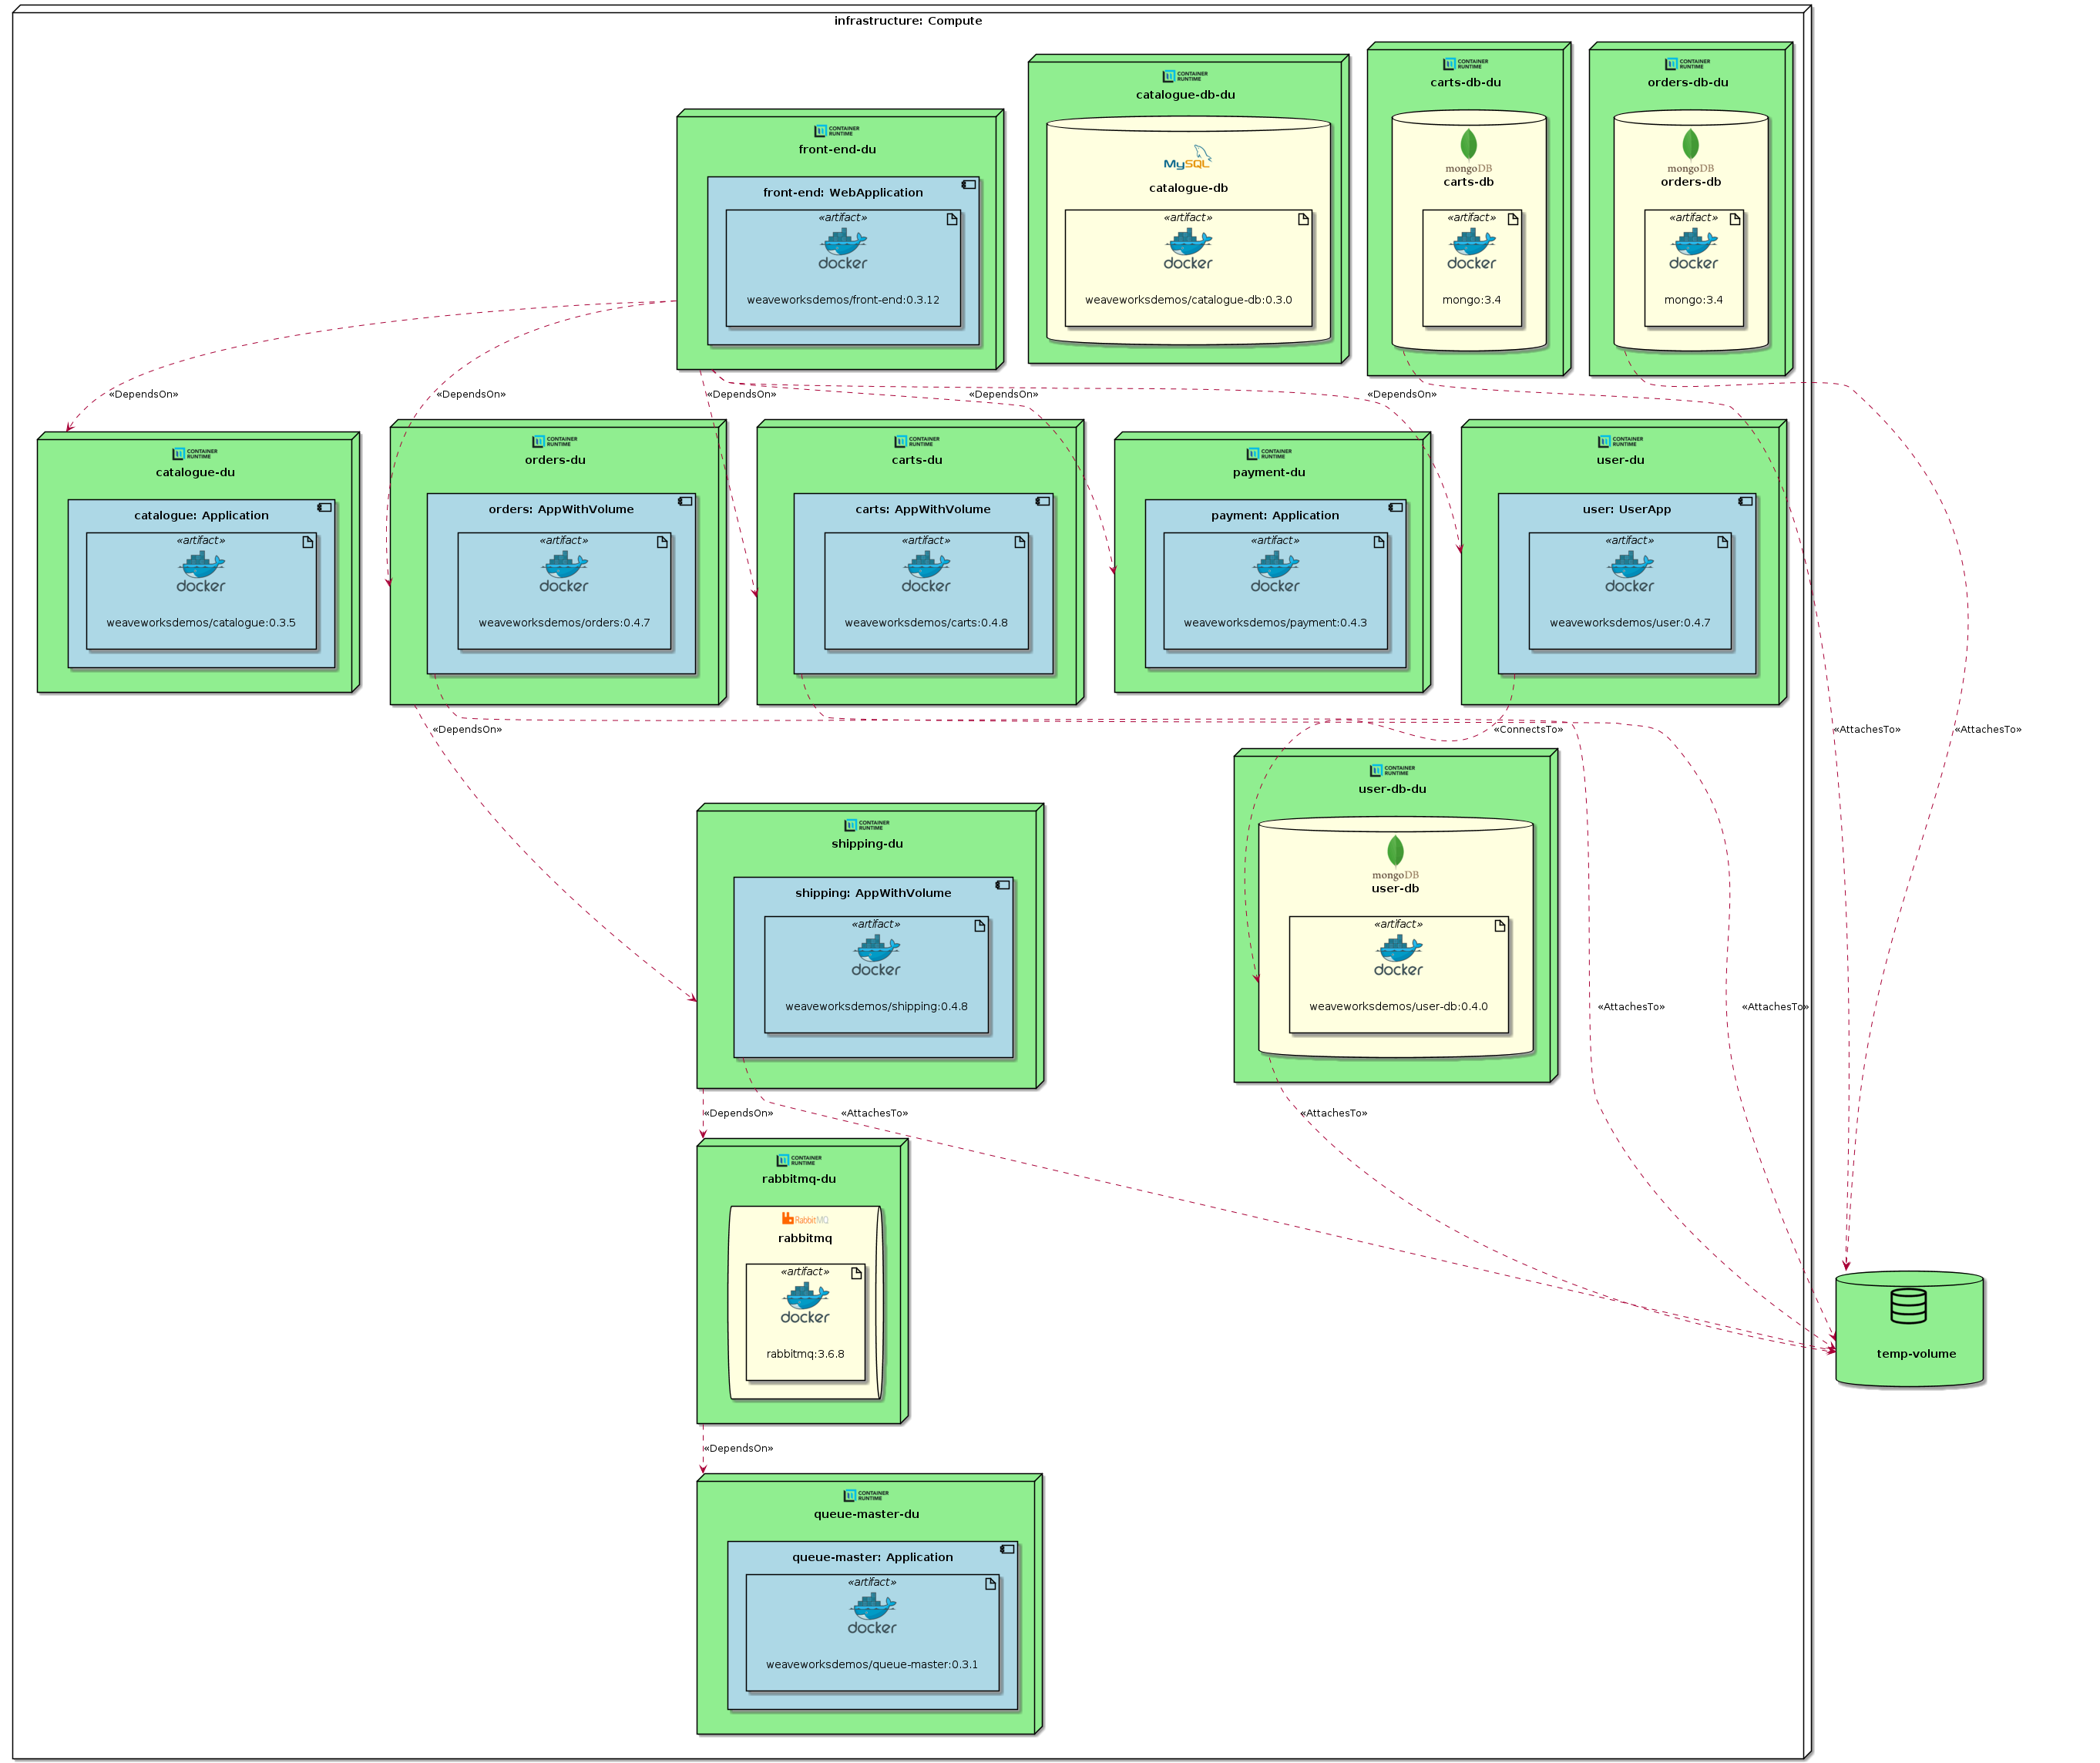 infrastructure: Compute
CONTAINER
RUNTIME
front-end-du
front-end: WebApplication
«artifact»
docker
weaveworksdemos/front-end:0.3.12
CONTAINER
RUNTIME
catalogue-db-du
MySQL
catalogue-db
«artifact»
docker
weaveworksdemos/catalogue-db:0.3.0
CONTAINER
RUNTIME
carts-db-du
mongoDB
carts-db
«artifact»
docker
mongo:3.4
CONTAINER
RUNTIME
orders-db-du
mongoDB
orders-db
«artifact»
docker
mongo:3.4
«DependsOn»
«DependsOn»
«DependsOn»
«DependsOn»
«DependsOn»
CONTAINER
RUNTIME
catalogue-du
catalogue: Application
«artifact»
docker
weaveworksdemos/catalogue:0.3.5
CONTAINER
RUNTIME
orders-du
orders: AppWithVolume
«artifact»
docker
weaveworksdemos/orders:0.4.7
CONTAINER
RUNTIME
carts-du
carts: AppWithVolume
«artifact»
docker
weaveworksdemos/carts:0.4.8
CONTAINER
RUNTIME
payment-du
payment: Application
«artifact»
docker
weaveworksdemos/payment:0.4.3
CONTAINER
RUNTIME
user-du
user: UserApp
«artifact»
docker
weaveworksdemos/user:0.4.7
«DependsOn»
«ConnectsTo»
«AttachesTo»
«AttachesTo»
CONTAINER
RUNTIME
shipping-du
shipping: AppWithVolume
«artifact»
docker
weaveworksdemos/shipping:0.4.8
CONTAINER
RUNTIME
user-db-du
mongoDB
user-db
«artifact»
docker
weaveworksdemos/user-db:0.4.0
«AttachesTo»
«AttachesTo»
«DependsOn»
«AttachesTo»
«AttachesTo»
CONTAINER
RUNTIME
rabbitmq-du
RabbitMQ
rabbitmq
«artifact»
docker
rabbitmq:3.6.8
temp-volume
«DependsOn»
CONTAINER
RUNTIME
queue-master-du
queue-master: Application
«artifact»
docker
weaveworksdemos/queue-master:0.3.1